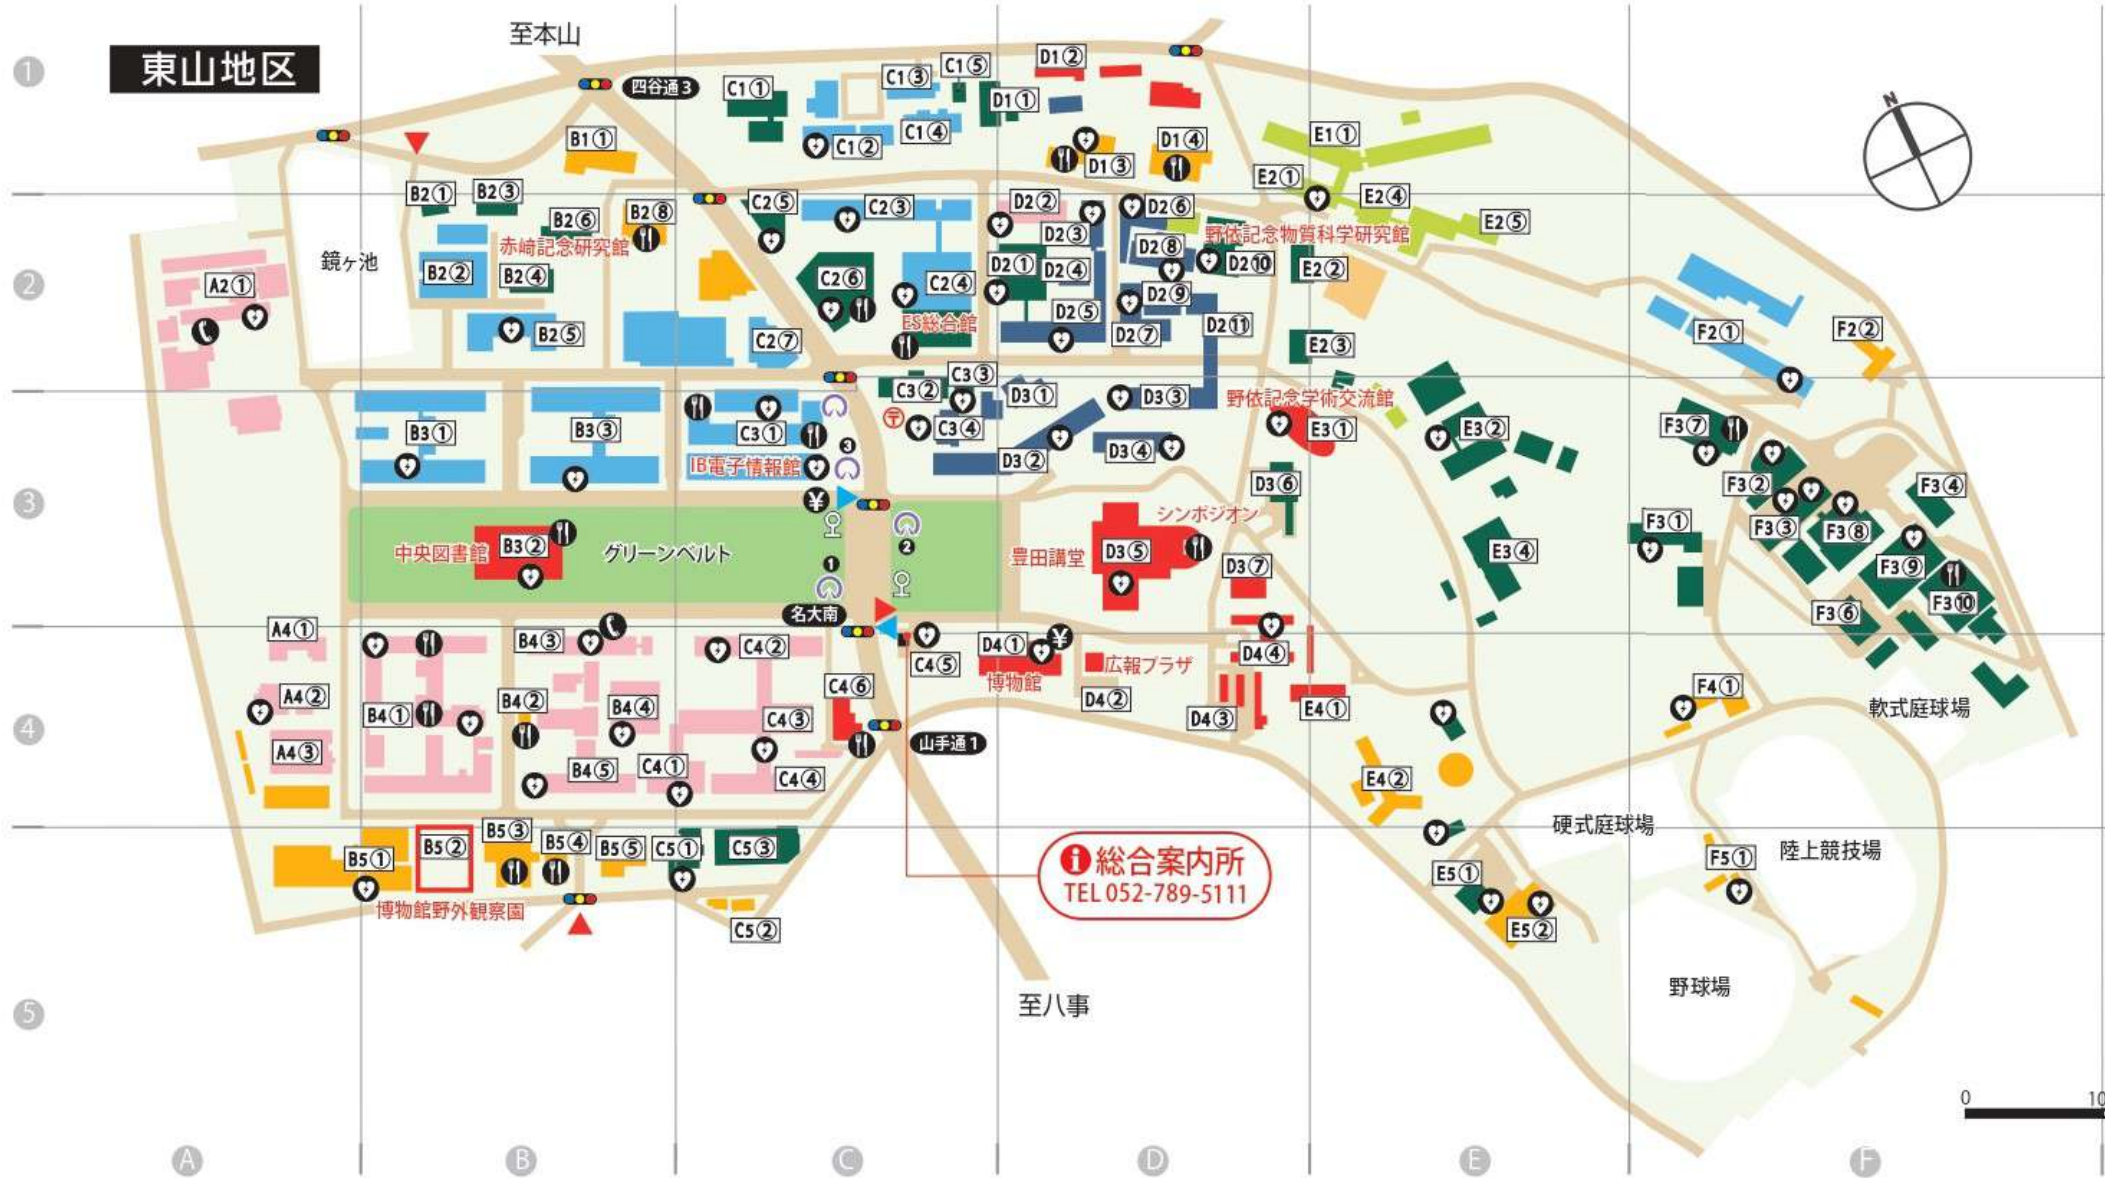 東山地区
至本山
四谷通3
1
2
3
4
5
A
B
C
D
E
F
N
B1①
C1①
C1②
C1③
C1④
C1⑤
D1①
D1②
D1③
D1④
E1①
A2①
鏡ヶ池
B2①
B2②
B2③
B2④
B2⑤
B2⑥
赤﨑記念研究館
B2⑧
C2③
C2④
C2⑤
C2⑥
ES総合館
C2⑦
D2①
D2②
D2③
D2④
D2⑤
D2⑥
D2⑦
D2⑧
D2⑨
D2⑩
D2⑪
野依記念物質科学研究館
E2①
E2②
E2③
E2④
E2⑤
F2①
F2②
B3①
B3②
中央図書館
グリーンベルト
B3③
C3①
IB電子情報館
C3②
C3③
C3④
3
2
1
D3①
D3②
D3③
D3④
D3⑤
シンポジオン
豊田講堂
D3⑥
D3⑦
野依記念学術交流館
E3①
E3②
E3④
F3①
F3②
F3③
F3④
F3⑥
F3⑦
F3⑧
F3⑨
F3⑩
名大南
A4①
A4②
A4③
B4①
B4②
B4③
B4④
B4⑤
C4①
C4②
C4③
C4④
C4⑤
C4⑥
山手通1
D4①
博物館
広報プラザ
D4②
D4③
D4④
E4①
E4②
F4①
軟式庭球場
B5①
B5②
博物館野外観察園
B5③
B5④
B5⑤
C5①
C5②
C5③
i 総合案内所
TEL 052-789-5111
硬式庭球場
陸上競技場
E5①
E5②
F5①
野球場
至八事
0
10